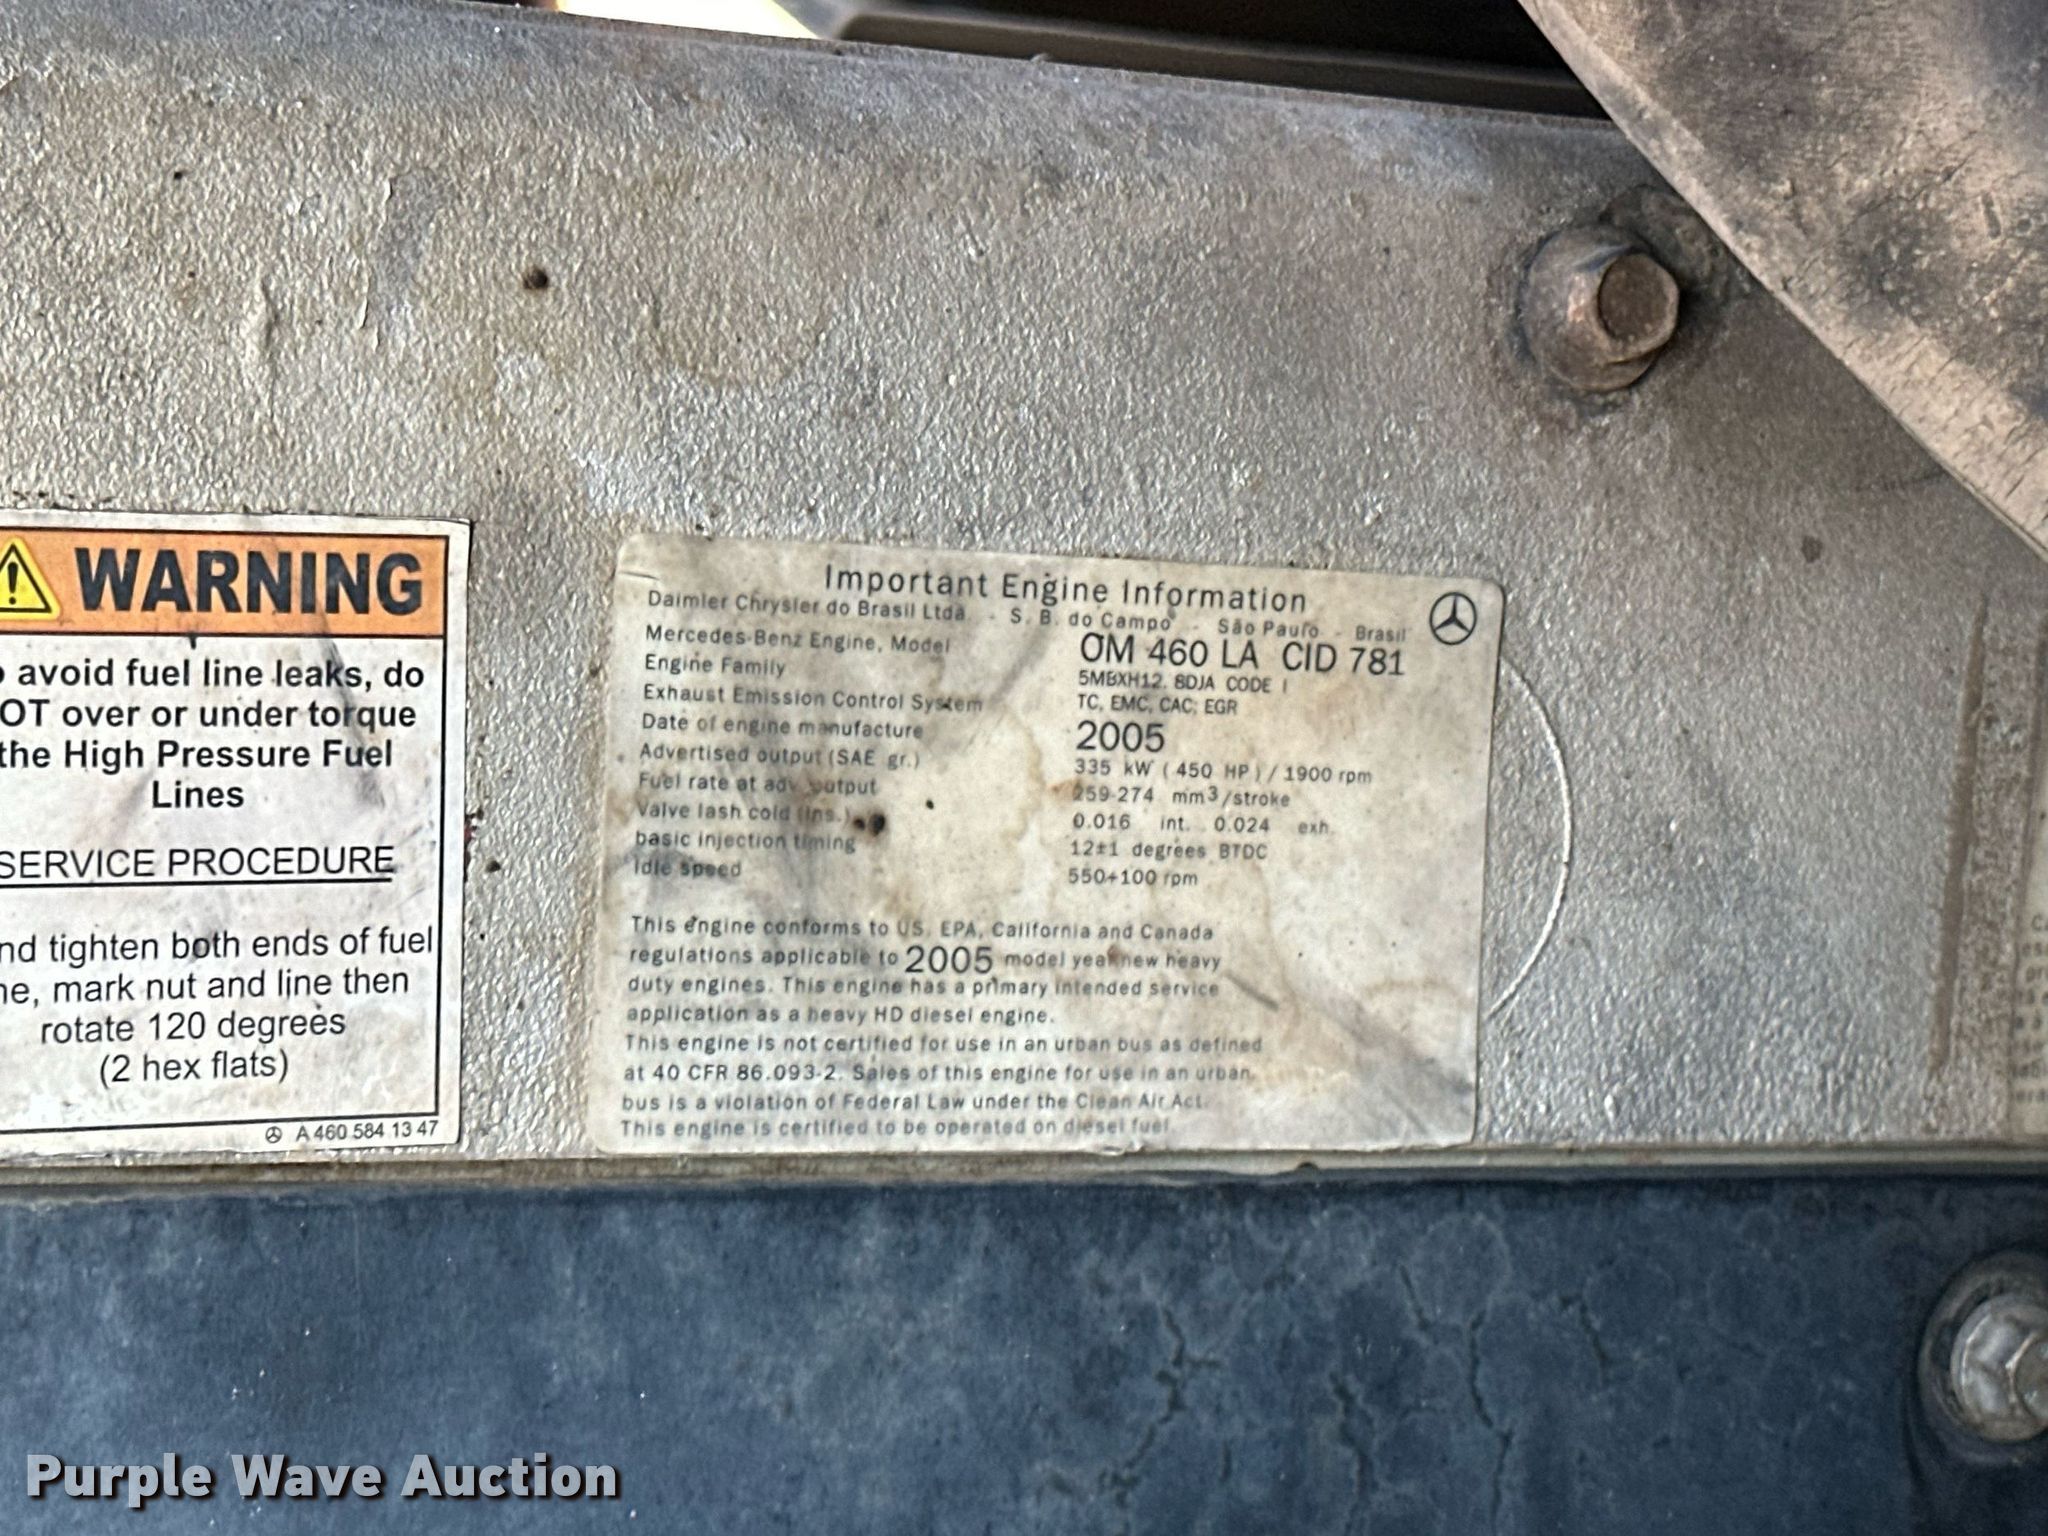 WARNING
avoid fuel line leaks, do
OT over or under torque
the High Pressure Fuel
Lines
SERVICE PROCEDURE
nd tighten both ends of fuel
ne, mark nut and line then
rotate 120 degrees
(2 hex flats)
A 460 584 13 47
Important Engine Information
Daimler Chrysler do Brasil Ltda. - S. B. do Campo - São Paulo - Brasil
Mercedes-Benz Engine, Model OM 460 LA CID 781
Engine Family 5MBXH12.8DJA CODE I
Exhaust Emission Control System TC, EMC, CAC, EGR
Date of engine manufacture 2005
Advertised output (SAE gr.) 335 kW (450 HP) / 1900 rpm
Fuel rate at adv. output 259-274 mm3/stroke
Valve lash cold (ins.) 0.016 int. 0.024 exh.
basic injection timing 12±1 degrees BTDC
Idle speed 550+100 rpm
This engine conforms to US. EPA, California and Canada
regulations applicable to 2005 model year new heavy
duty engines. This engine has a primary intended service
application as a heavy HD diesel engine.
This engine is not certified for use in an urban bus as defined
at 40 CFR 86.093-2. Sales of this engine for use in an urban
bus is a violation of Federal Law under the Clean Air Act.
This engine is certified to be operated on diesel fuel.
Purple Wave Auction